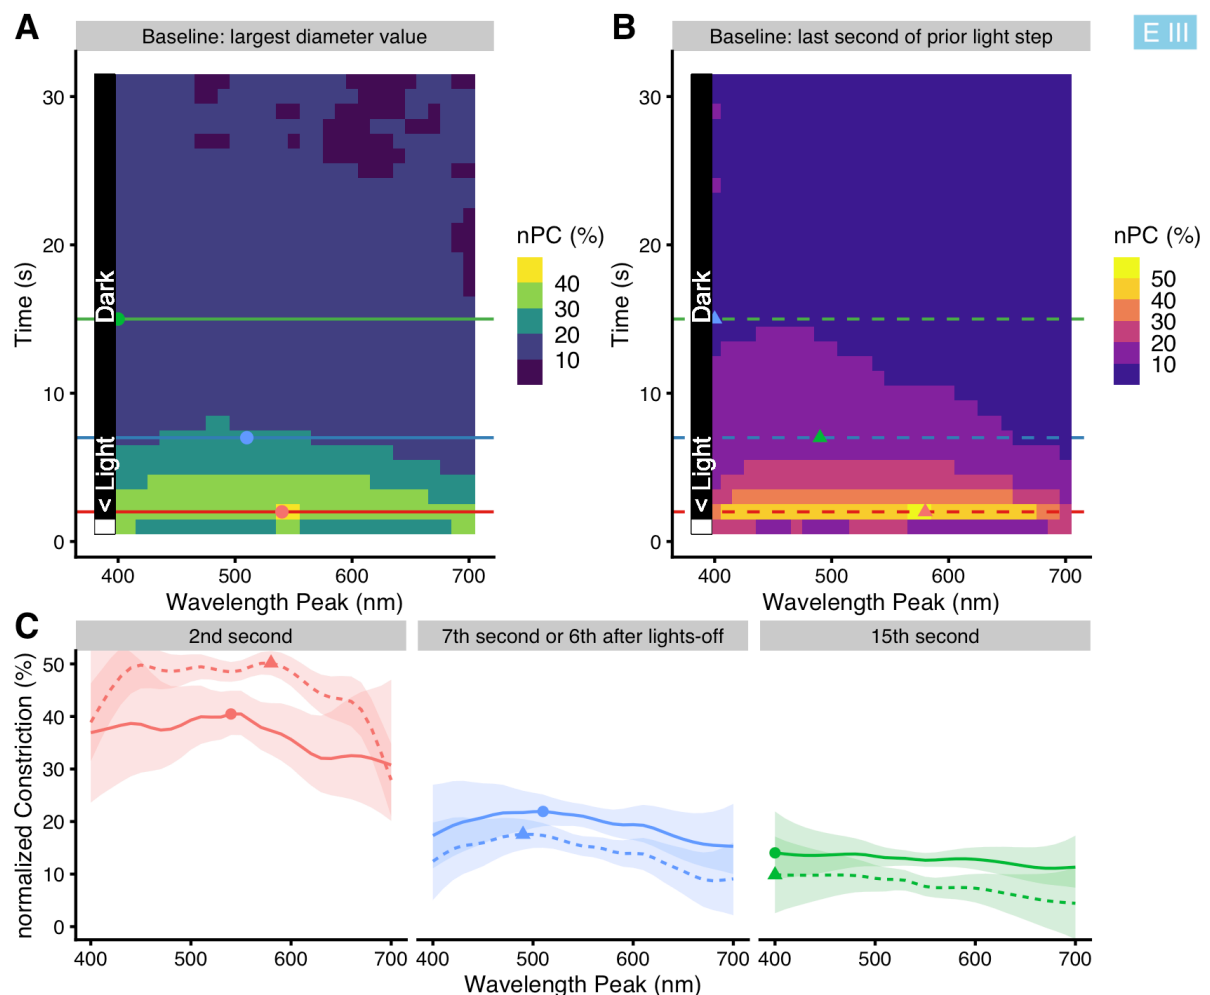 A
B
E III
Baseline: largest diameter value
Baseline: last second of prior light step
Time (s)
30
20
10
0
< Light
Dark
400
500
600
700
Wavelength Peak (nm)
nPC (%)
40
30
20
10
Time (s)
30
20
10
0
< Light
Dark
400
500
600
700
Wavelength Peak (nm)
nPC (%)
50
40
30
20
10
C
2nd second
7th second or 6th after lights-off
15th second
normalized Constriction (%)
50
40
30
20
10
0
400
500
600
700
400
500
600
700
400
500
600
700
Wavelength Peak (nm)